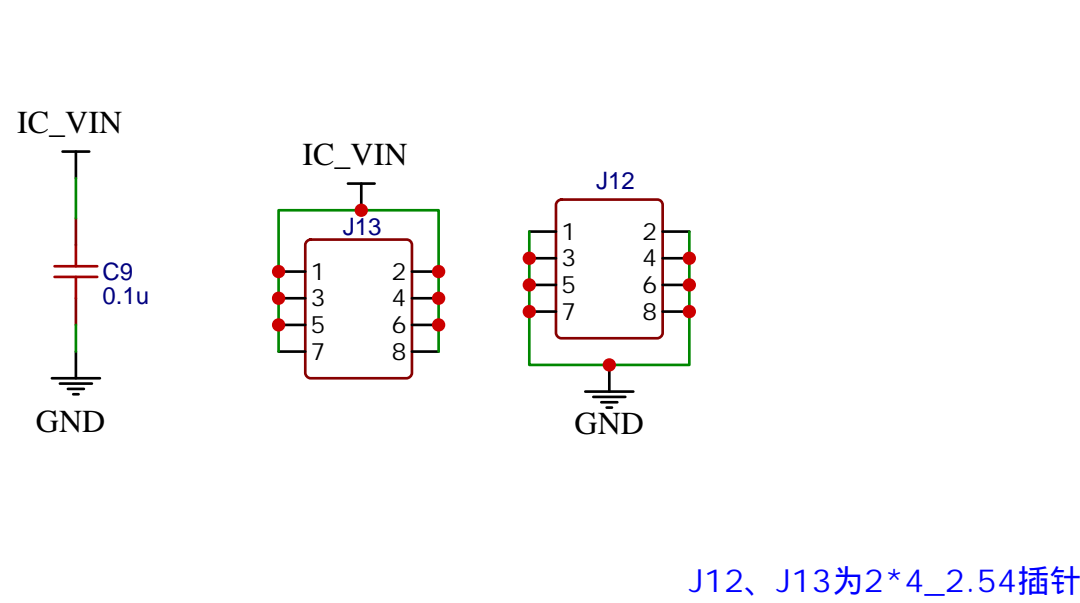 IC_VIN
C9
0.1u
GND
IC_VIN
J13
1 2
3 4
5 6
7 8
J12
1 2
3 4
5 6
7 8
GND
J12、J13为2*4_2.54插针